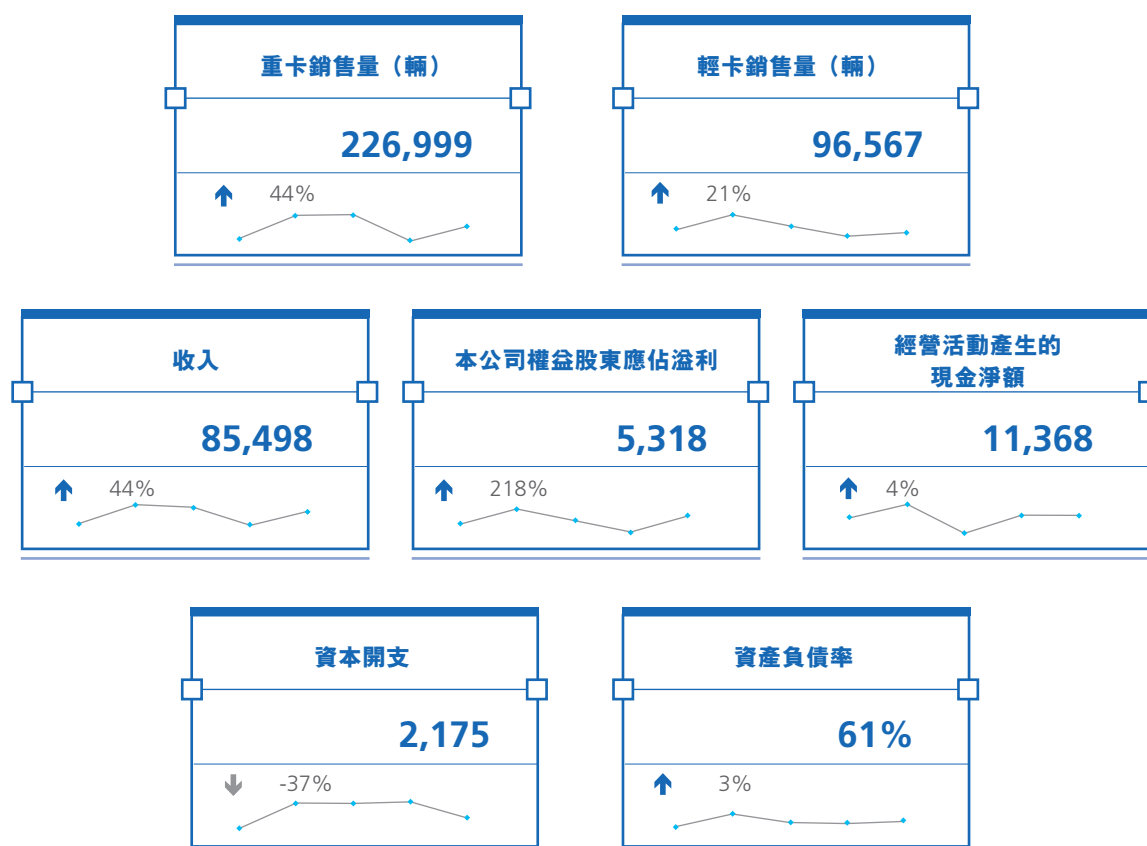 重卡銷售量（輛）
226,999
44%
輕卡銷售量（輛）
96,567
21%
收入
85,498
44%
本公司權益股東應佔溢利
5,318
218%
經營活動產生的
現金淨額
11,368
4%
資本開支
2,175
-37%
資產負債率
61%
3%